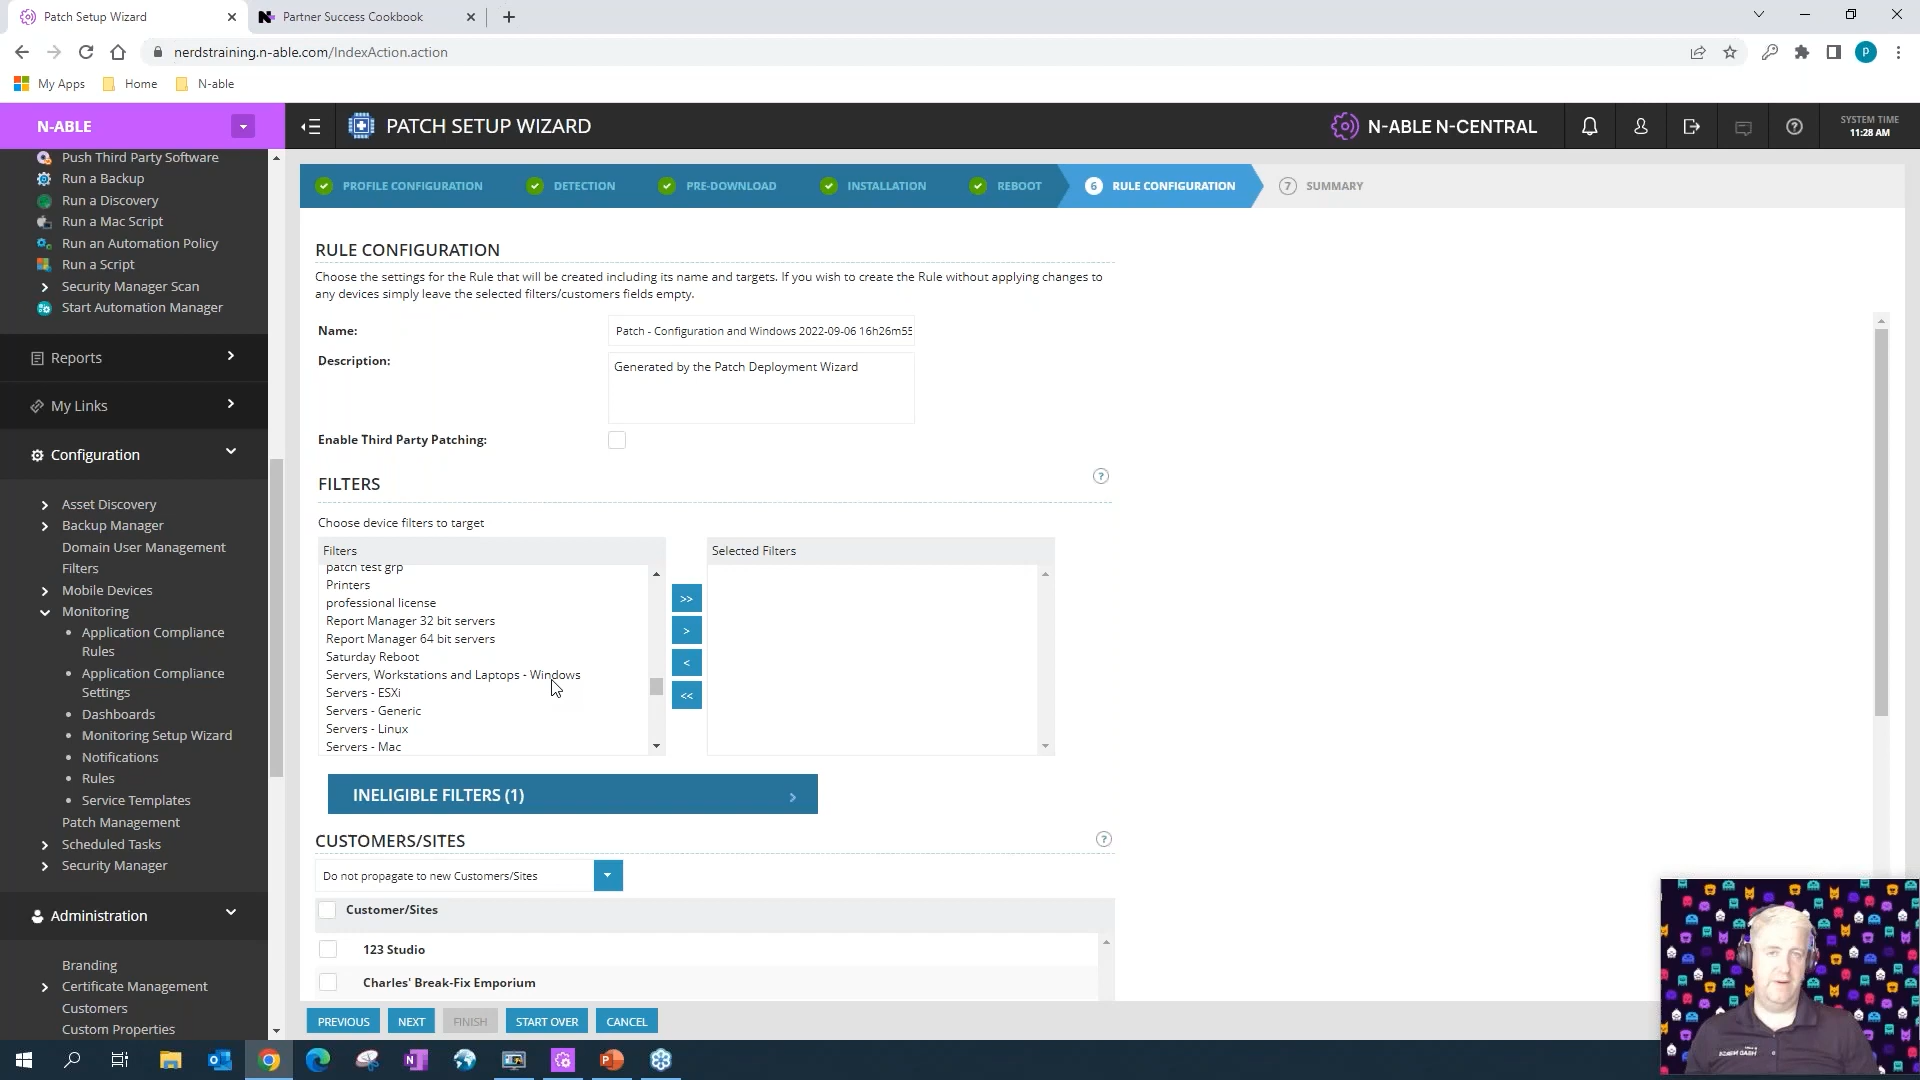 Patch Setup Wizard
Partner Success Cookbook
nerdstraining.n-able.com/IndexAction.action
P
My Apps
Home
N-able
N-ABLE
PATCH SETUP WIZARD
N-ABLE N-CENTRAL
SYSTEM TIME
11:28 AM
Push Third Party Software
Run a Backup
Run a Discovery
Run a Mac Script
Run an Automation Policy
Run a Script
Security Manager Scan
Start Automation Manager
Reports
My Links
Configuration
Asset Discovery
Backup Manager
Domain User Management
Filters
Mobile Devices
Monitoring
Application Compliance
Rules
Application Compliance
Settings
Dashboards
Monitoring Setup Wizard
Notifications
Rules
Service Templates
Patch Management
Scheduled Tasks
Security Manager
Administration
Branding
Certificate Management
Customers
Custom Properties
PROFILE CONFIGURATION
DETECTION
PRE-DOWNLOAD
INSTALLATION
REBOOT
6 RULE CONFIGURATION
7 SUMMARY
RULE CONFIGURATION
Choose the settings for the Rule that will be created including its name and targets. If you wish to create the Rule without applying changes to
any devices simply leave the selected filters/customers fields empty.
Name:
Patch - Configuration and Windows 2022-09-06 16h26m55
Description:
Generated by the Patch Deployment Wizard
Enable Third Party Patching:
FILTERS
?
Choose device filters to target
Filters
patch test grp
Printers
professional license
Report Manager 32 bit servers
Report Manager 64 bit servers
Saturday Reboot
Servers, Workstations and Laptops - Windows
Servers - ESXi
Servers - Generic
Servers - Linux
Servers - Mac
>>
>
<
<<
Selected Filters
INELIGIBLE FILTERS (1)
CUSTOMERS/SITES
?
Do not propagate to new Customers/Sites
Customer/Sites
123 Studio
Charles' Break-Fix Emporium
PREVIOUS
NEXT
FINISH
START OVER
CANCEL